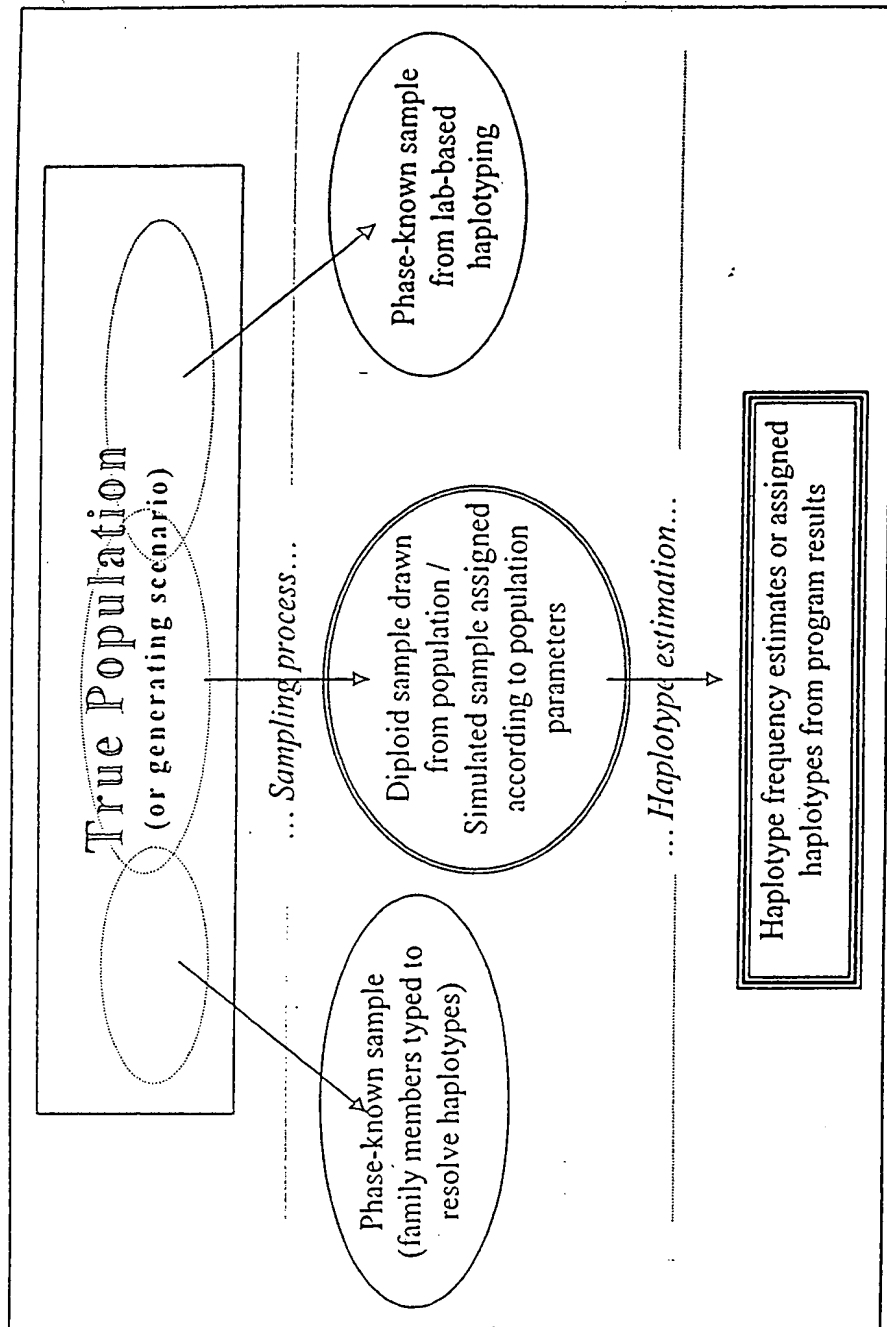 True Population
(or generating scenario)
... Sampling process...
Phase-known sample
(family members typed to
resolve haplotypes)
Diploid sample drawn
from population /
Simulated sample assigned
according to population
parameters
Phase-known sample
from lab-based
haplotyping
... Haplotype estimation...
Haplotype frequency estimates or assigned
haplotypes from program results